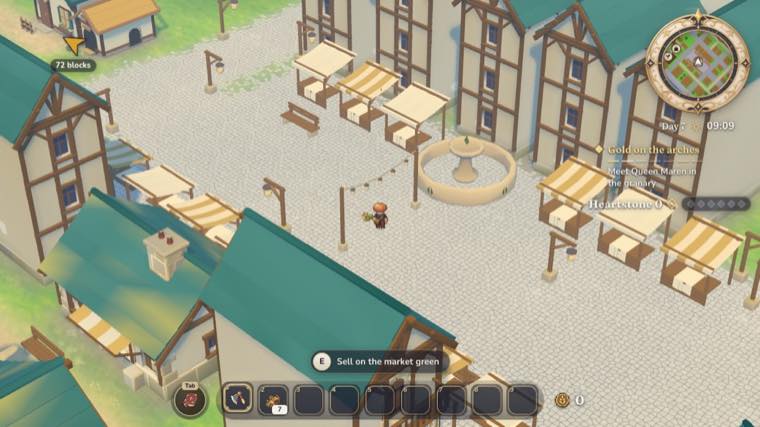 72 blocks
Day 7
09:09
Gold on the arches
Meet Queen Maren in
the granary
Heartstone 0
E
Sell on the market green
Tab
7
0